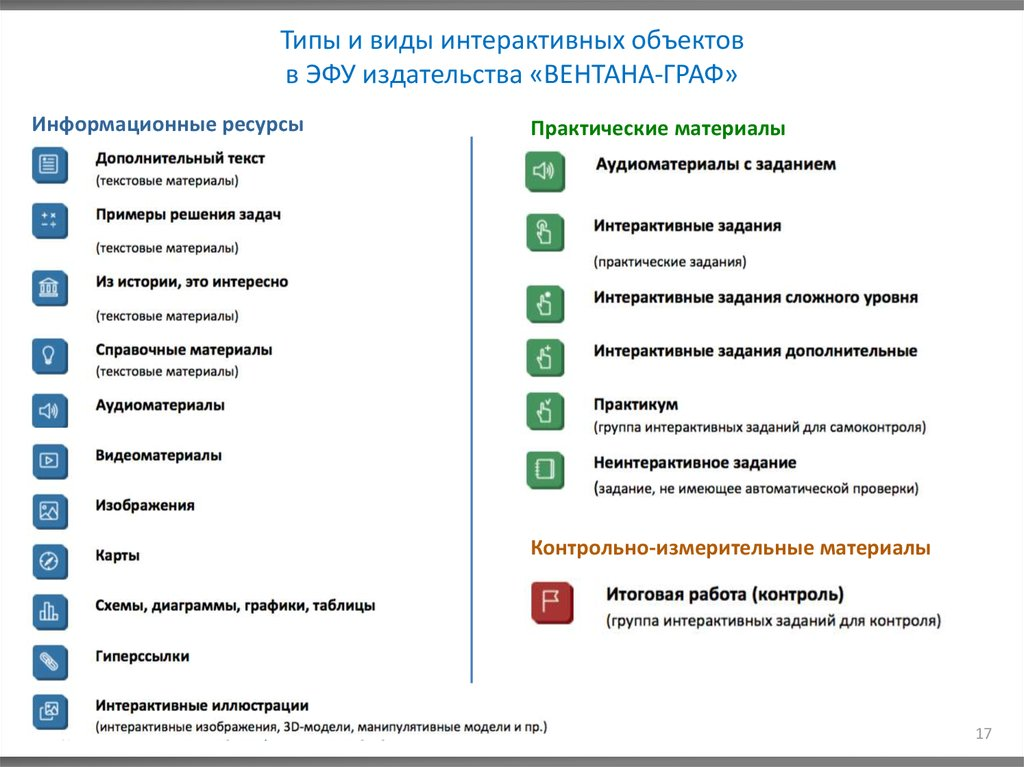 Типы и виды интерактивных объектов
в ЭФУ издательства «ВЕНТАНА-ГРАФ»
Информационные ресурсы
Дополнительный текст
(текстовые материалы)
Примеры решения задач
(текстовые материалы)
Из истории, это интересно
(текстовые материалы)
Справочные материалы
(текстовые материалы)
Аудиоматериалы
Видеоматериалы
Изображения
Карты
Схемы, диаграммы, графики, таблицы
Гиперссылки
Интерактивные иллюстрации
(интерактивные изображения, 3D-модели, манипулятивные модели и пр.)
Практические материалы
Аудиоматериалы с заданием
Интерактивные задания
(практические задания)
Интерактивные задания сложного уровня
Интерактивные задания дополнительные
Практикум
(группа интерактивных заданий для самоконтроля)
Неинтерактивное задание
(задание, не имеющее автоматической проверки)
Контрольно-измерительные материалы
Итоговая работа (контроль)
(группа интерактивных заданий для контроля)
17